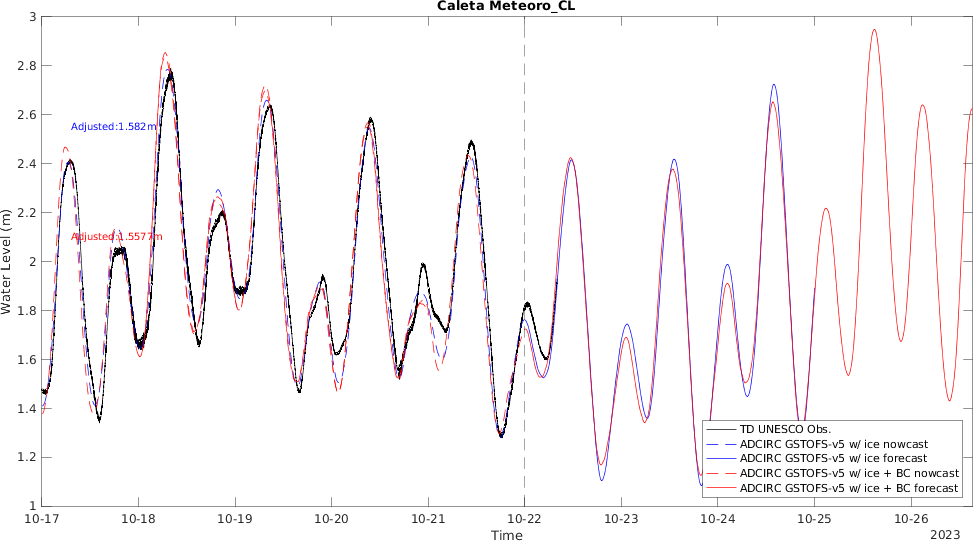 Caleta Meteoro_CL
3
2.8
2.6
2.4
2.2
2
1.8
1.6
1.4
1.2
1
Water Level (m)
Adjusted:1.582m
Adjusted:1.5577m
TD UNESCO Obs.
ADCIRC GSTOFS-v5 w/ ice nowcast
ADCIRC GSTOFS-v5 w/ ice forecast
ADCIRC GSTOFS-v5 w/ ice + BC nowcast
ADCIRC GSTOFS-v5 w/ ice + BC forecast
10-17 10-18 10-19 10-20 10-21 10-22 10-23 10-24 10-25 10-26
Time
2023